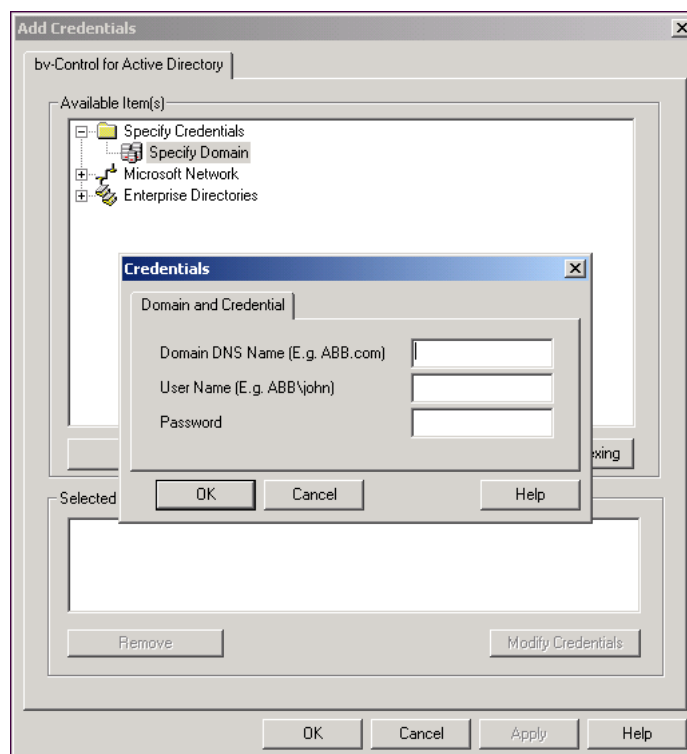 Add Credentials
bv-Control for Active Directory
Available Item(s)
Specify Credentials
Specify Domain
Microsoft Network
Enterprise Directories
Credentials
Domain and Credential
Domain DNS Name (E.g. ABB.com)
User Name (E.g. ABB\john)
Password
OK Cancel Help
Selected
Remove Modify Credentials
OK Cancel Apply Help